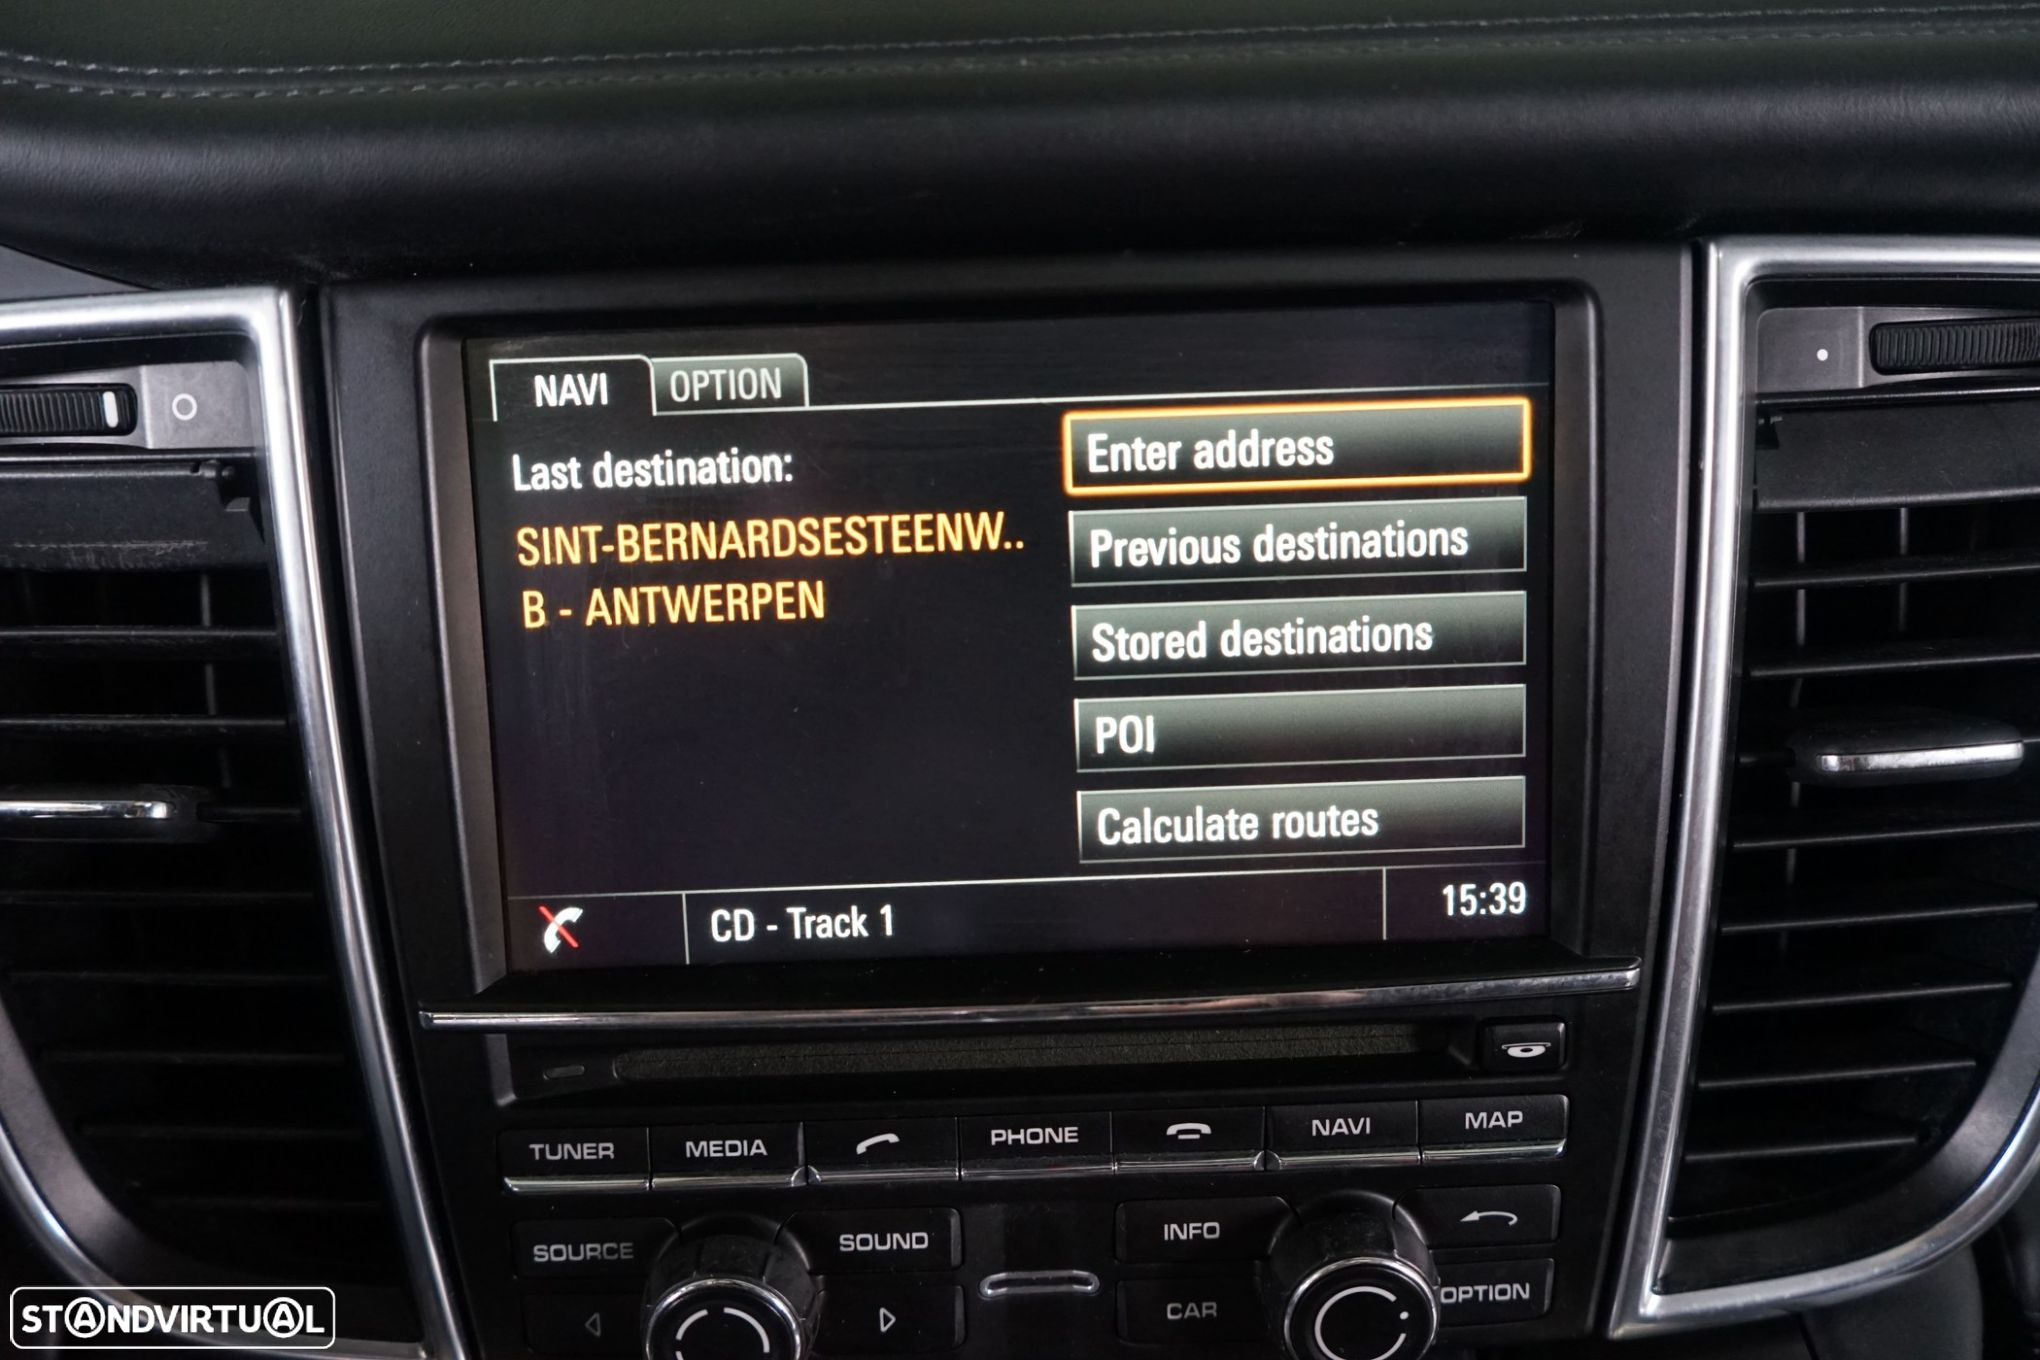 NAVI OPTION
Last destination:
SINT-BERNARDSESTEENW..
B - ANTWERPEN
Enter address
Previous destinations
Stored destinations
POI
Calculate routes
CD - Track 1
15:39
TUNER MEDIA PHONE NAVI MAP
SOURCE SOUND INFO
CAR OPTION
STANDVIRTUAL